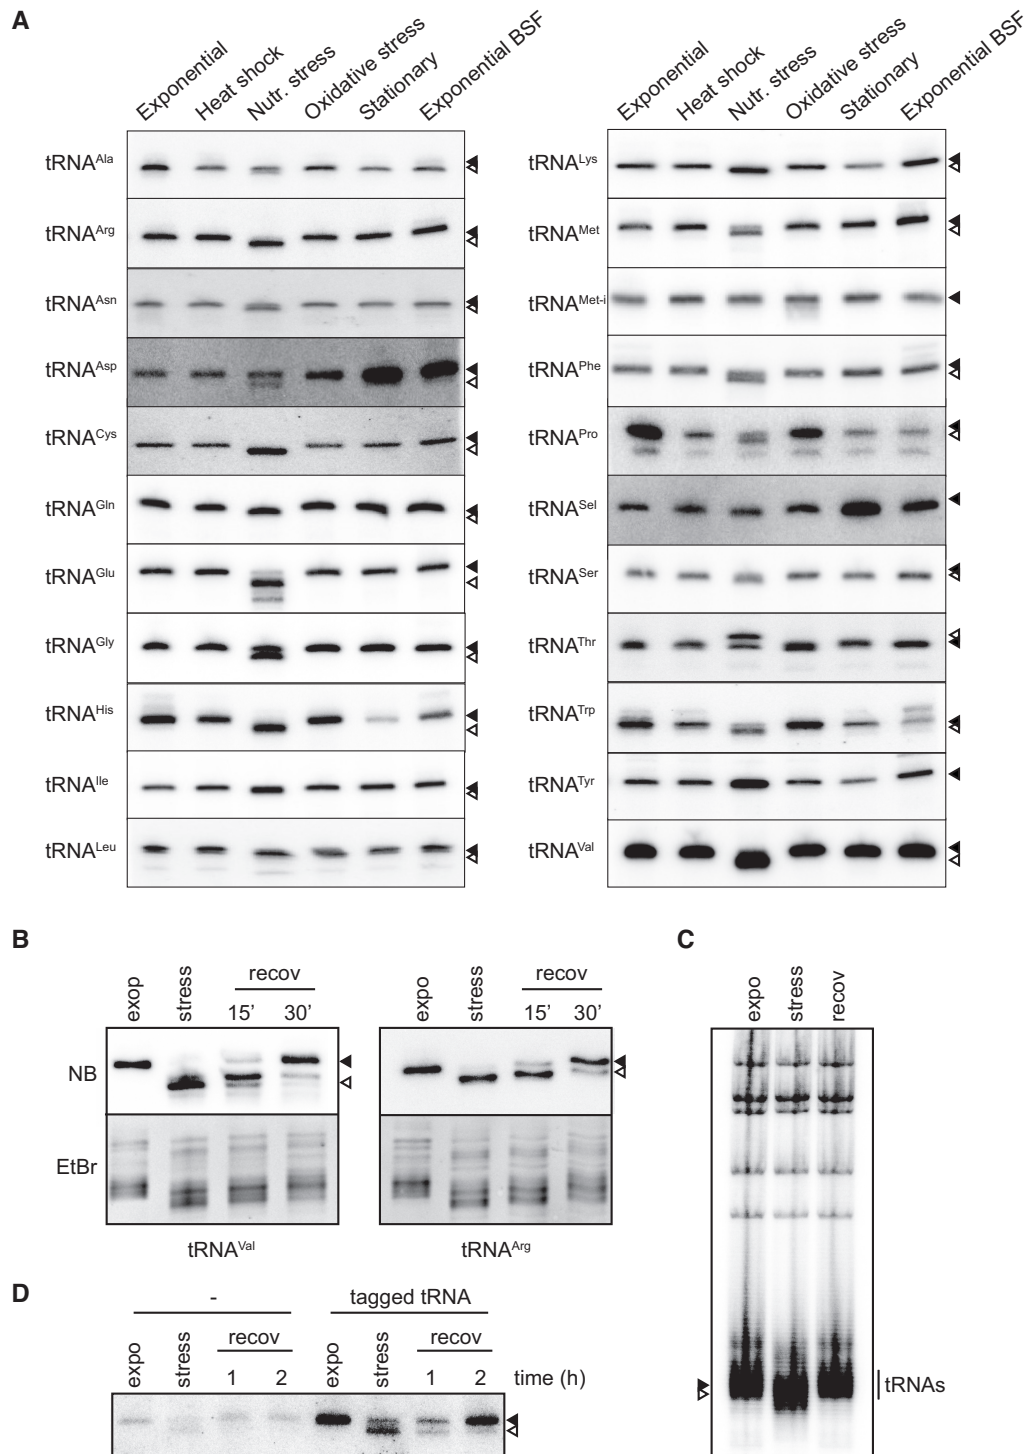 A
Exponential
Heat shock
Nutr. stress
Oxidative stress
Stationary
Exponential BSF
tRNAAla
tRNAArg
tRNAAsn
tRNAAsp
tRNACys
tRNAGln
tRNAGlu
tRNAGly
tRNAHis
tRNAIle
tRNALeu
Exponential
Heat shock
Nutr. stress
Oxidative stress
Stationary
Exponential BSF
tRNALys
tRNAMet
tRNAMet-i
tRNAPhe
tRNAPro
tRNASel
tRNASer
tRNAThr
tRNATrp
tRNATyr
tRNAVal
B
exop
stress
recov
15’
30’
NB
EtBr
tRNAVal
expo
stress
recov
15’
30’
tRNAArg
C
expo
stress
recov
tRNAs
D
-
expo
stress
recov
1
2
tagged tRNA
expo
stress
recov
1
2
time (h)